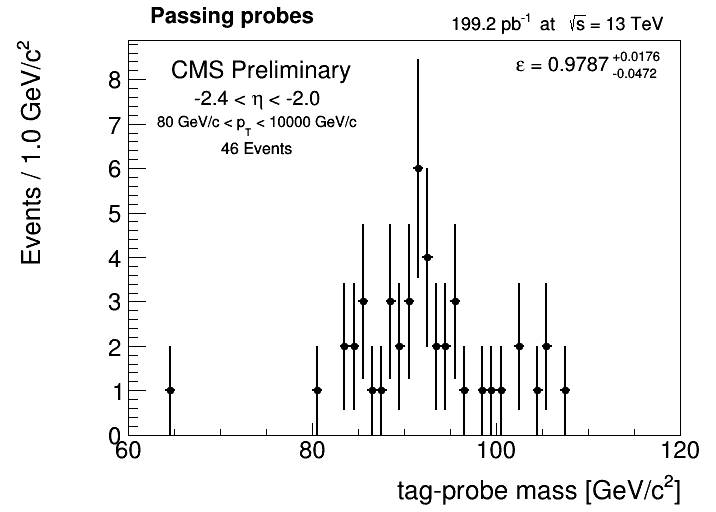 Passing probes
199.2 pb⁻¹ at √s = 13 TeV
CMS Preliminary
ε = 0.9787 +0.0176 -0.0472
-2.4 < η < -2.0
80 GeV/c < p_T < 10000 GeV/c
46 Events
Events / 1.0 GeV/c²
8
7
6
5
4
3
2
1
0
60 80 100 120
tag-probe mass [GeV/c²]